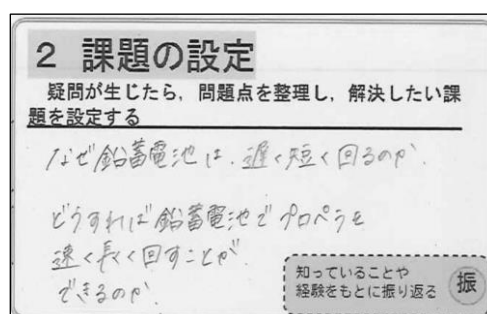 2 課題の設定
疑問が生じたら，問題点を整理し，解決したい課
題を設定する
なぜ鉛蓄電池は、遅く短く回るのか、
どうすれば鉛蓄電池でプロペラを
速く長く回すことが
できるのか、
知っていることや
経験をもとに振り返る
振